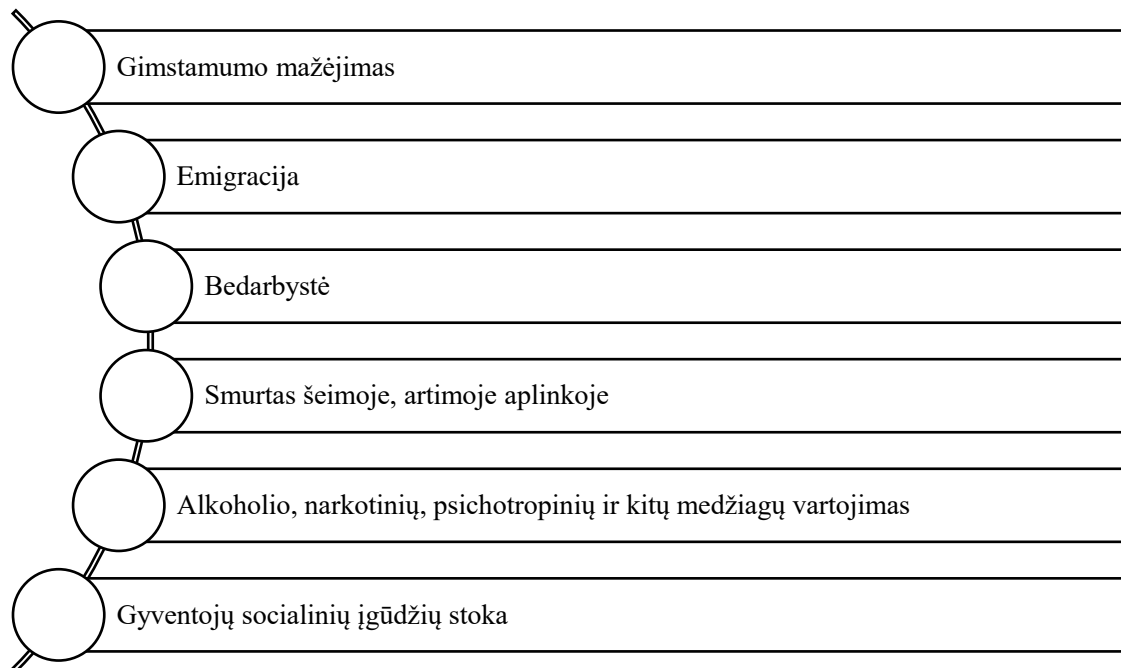 Gimstamumo mažėjimas
Emigracija
Bedarbystė
Smurtas šeimoje, artimoje aplinkoje
Alkoholio, narkotinių, psichotropinių ir kitų medžiagų vartojimas
Gyventojų socialinių įgūdžių stoka